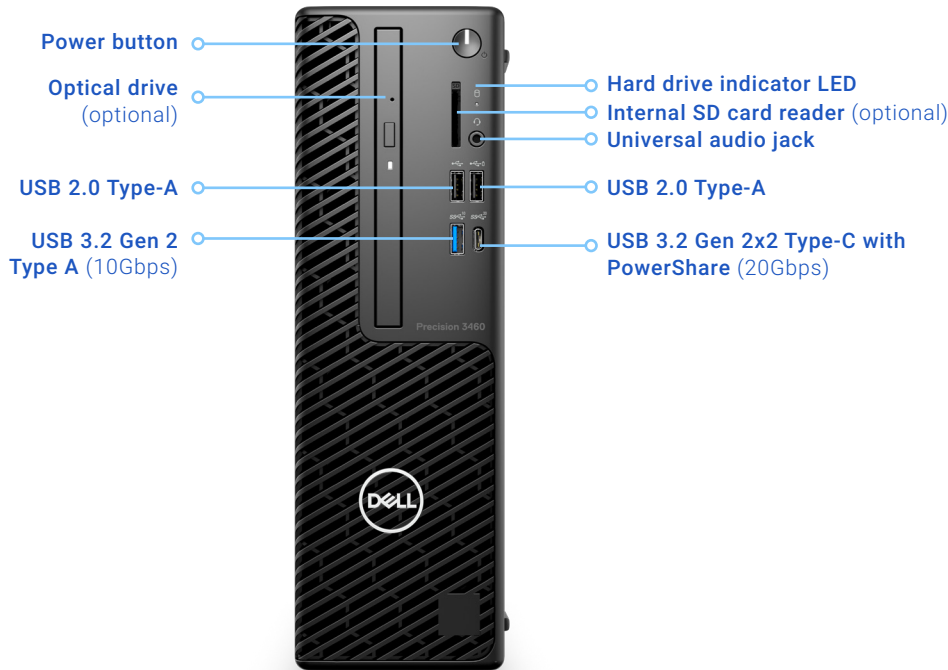 Power button
Optical drive
(optional)
USB 2.0 Type-A
USB 3.2 Gen 2
Type A (10Gbps)
Hard drive indicator LED
Internal SD card reader (optional)
Universal audio jack
USB 2.0 Type-A
USB 3.2 Gen 2x2 Type-C with
PowerShare (20Gbps)
Precision 3460
DELL